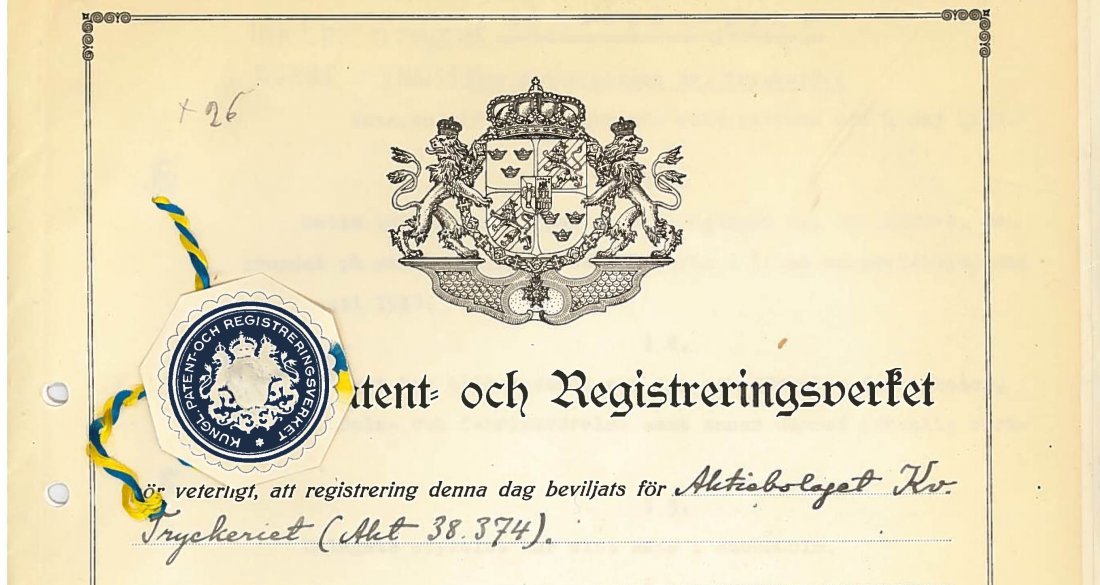 + 26
KUNGL. PATENT- OCH REGISTRERINGSVERKET
atent- och Registreringsverket
ör veterligt, att registrering denna dag beviljats för Aktiebolaget Kv.
Tryckeriet (Akt 38.374).